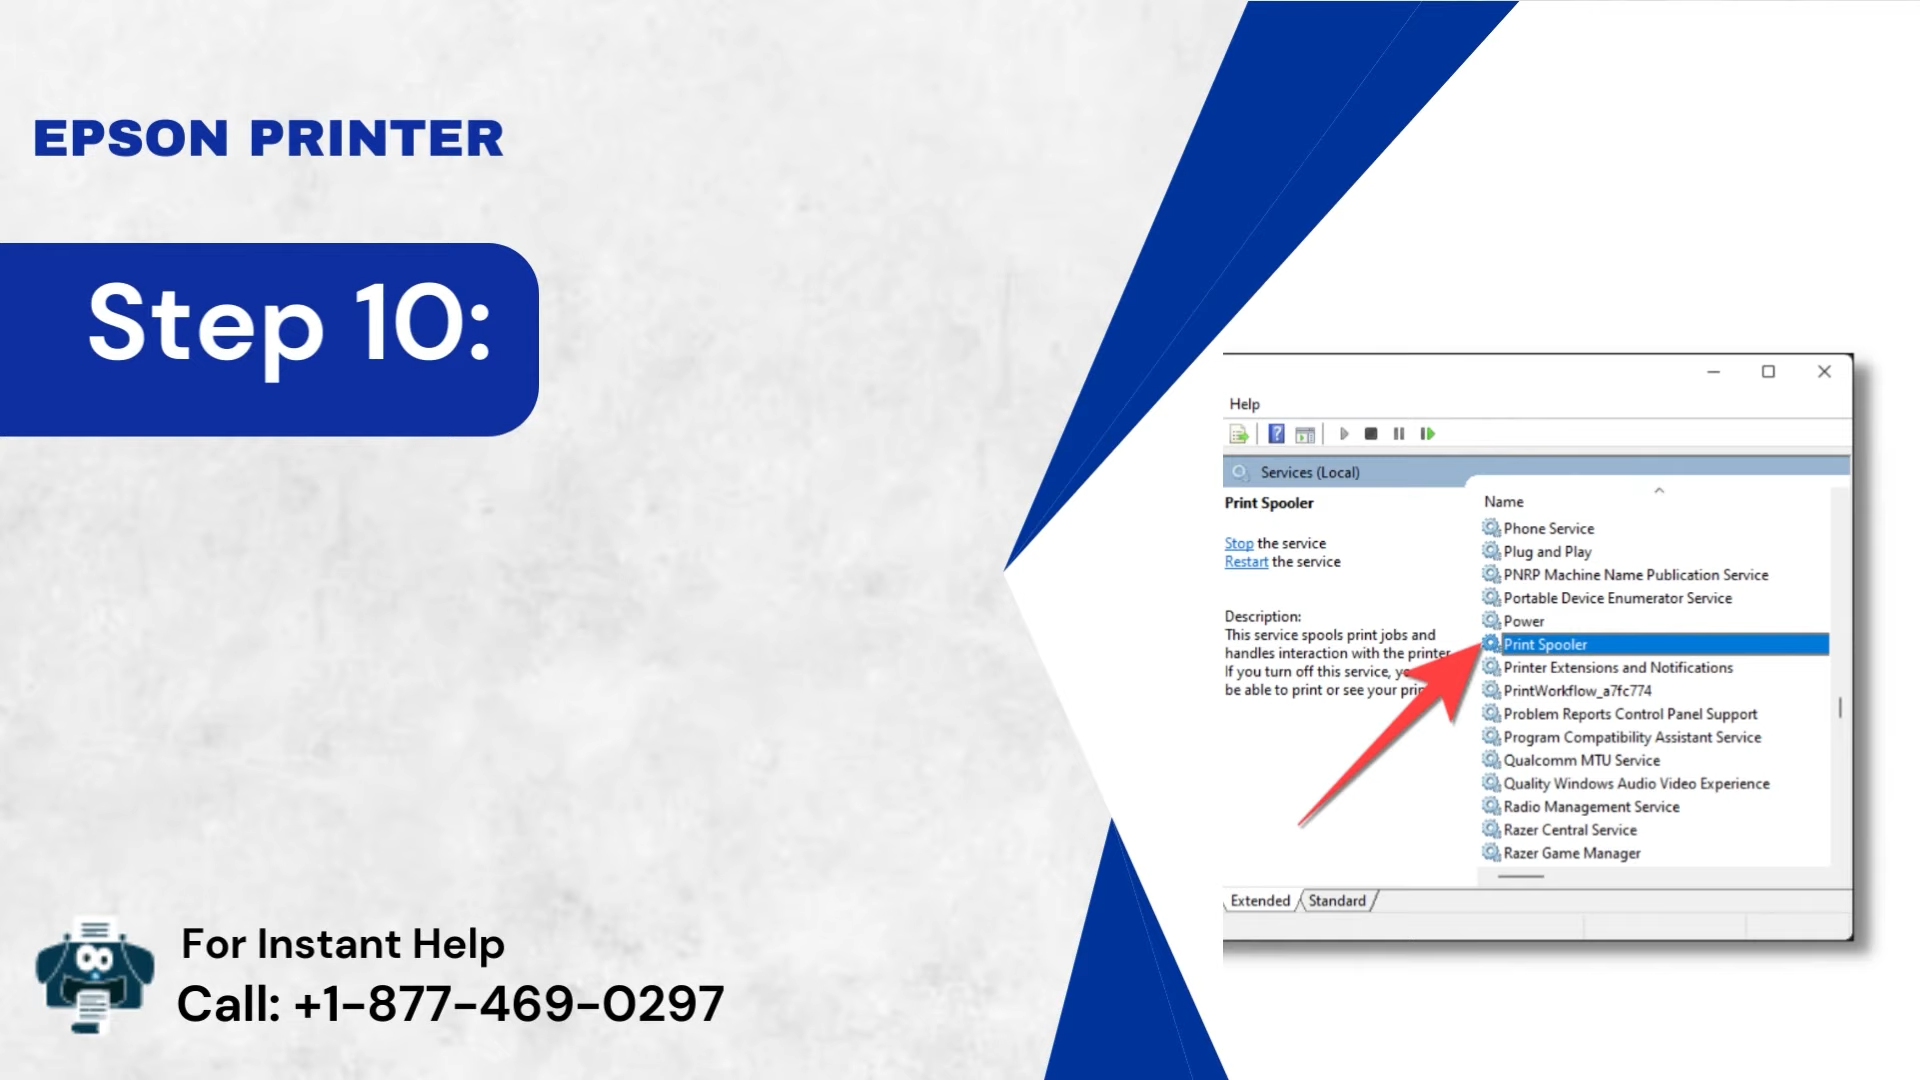 EPSON PRINTER
Step 10:
For Instant Help
Call: +1-877-469-0297
Help
Services (Local)
Print Spooler
Stop the service
Restart the service
Description:
This service spools print jobs and
handles interaction with the printer
If you turn off this service,
be able to print or see your
Name
Phone Service
Plug and Play
PNRP Machine Name Publication Service
Portable Device Enumerator Service
Power
Print Spooler
Printer Extensions and Notifications
PrintWorkflow_a7fc774
Problem Reports Control Panel Support
Program Compatibility Assistant Service
Qualcomm MTU Service
Quality Windows Audio Video Experience
Radio Management Service
Razer Central Service
Razer Game Manager
Extended
Standard